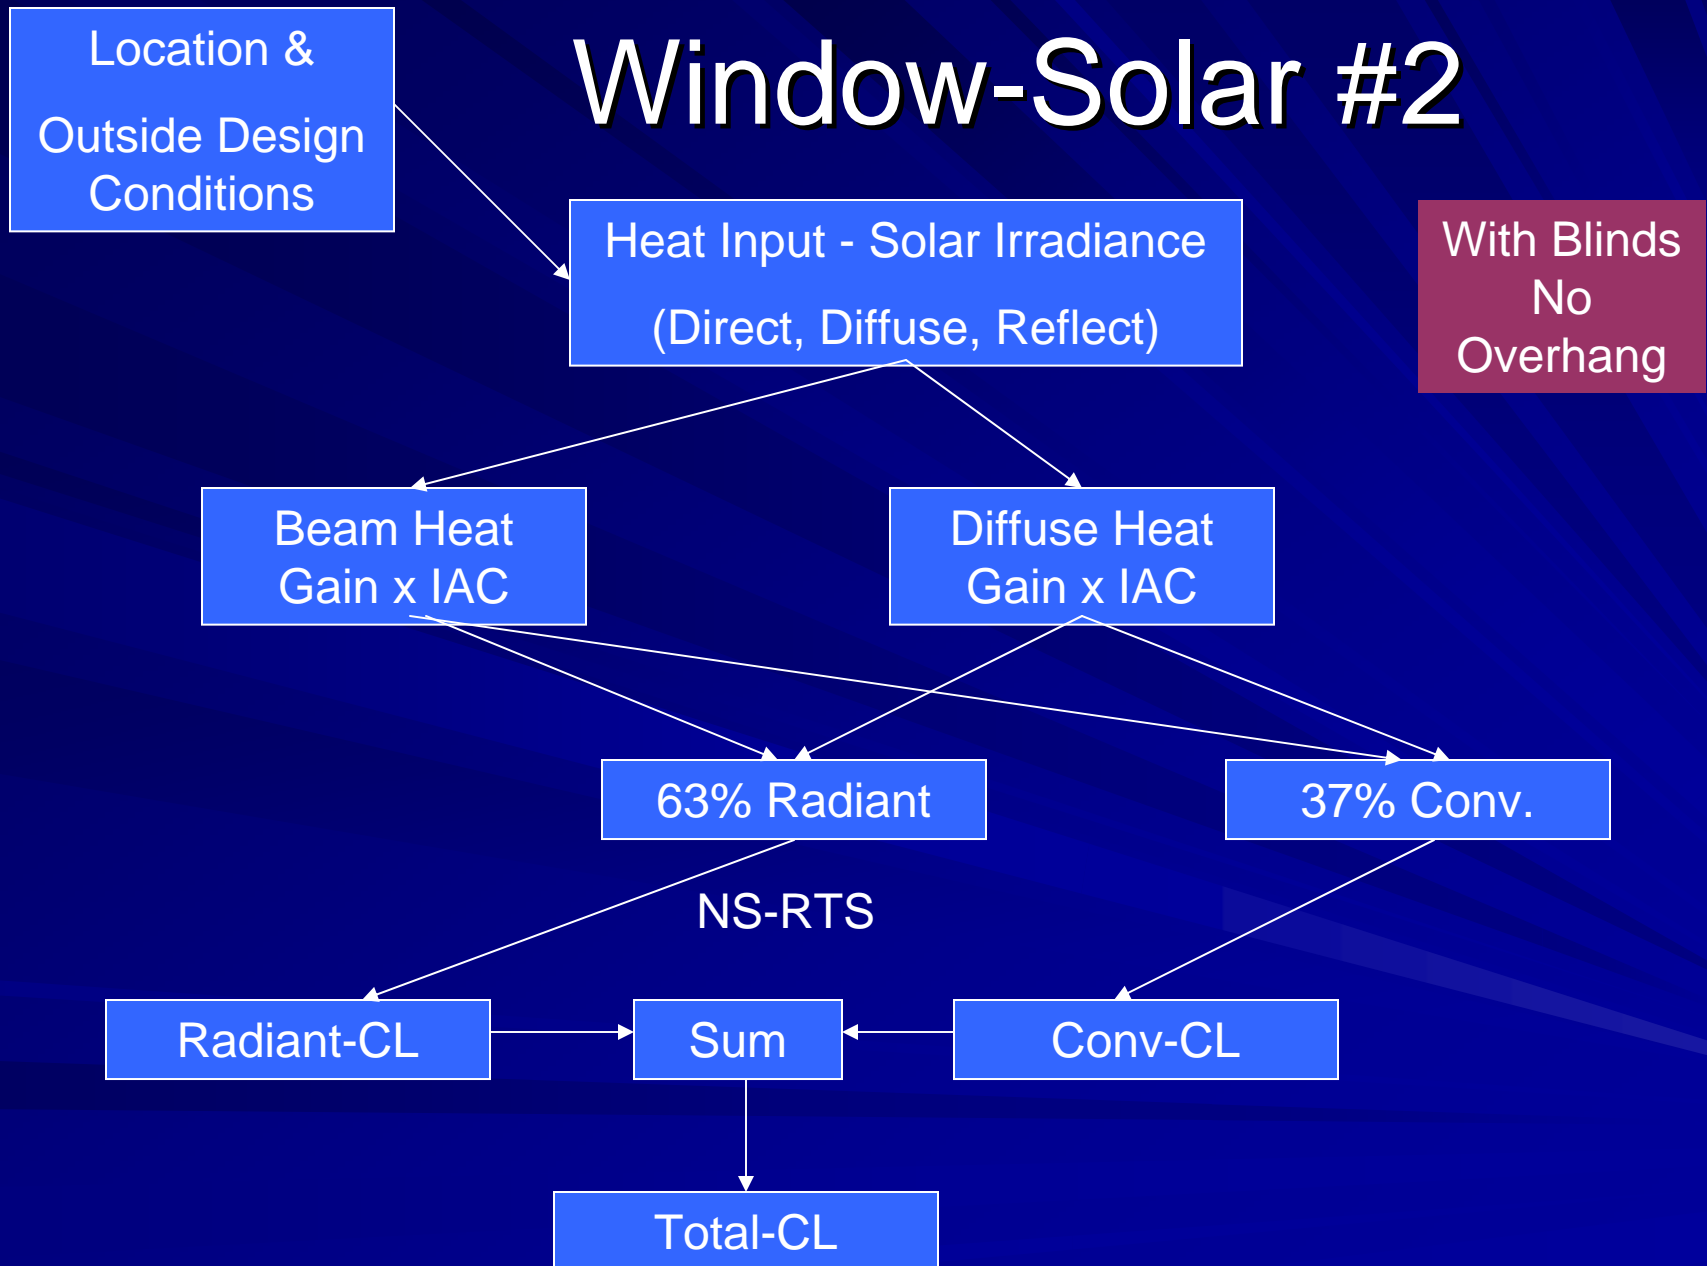 Location &
Outside Design
Conditions
Window-Solar #2
Heat Input - Solar Irradiance
(Direct, Diffuse, Reflect)
With Blinds
No
Overhang
Beam Heat
Gain x IAC
Diffuse Heat
Gain x IAC
63% Radiant
37% Conv.
NS-RTS
Radiant-CL
Sum
Conv-CL
Total-CL